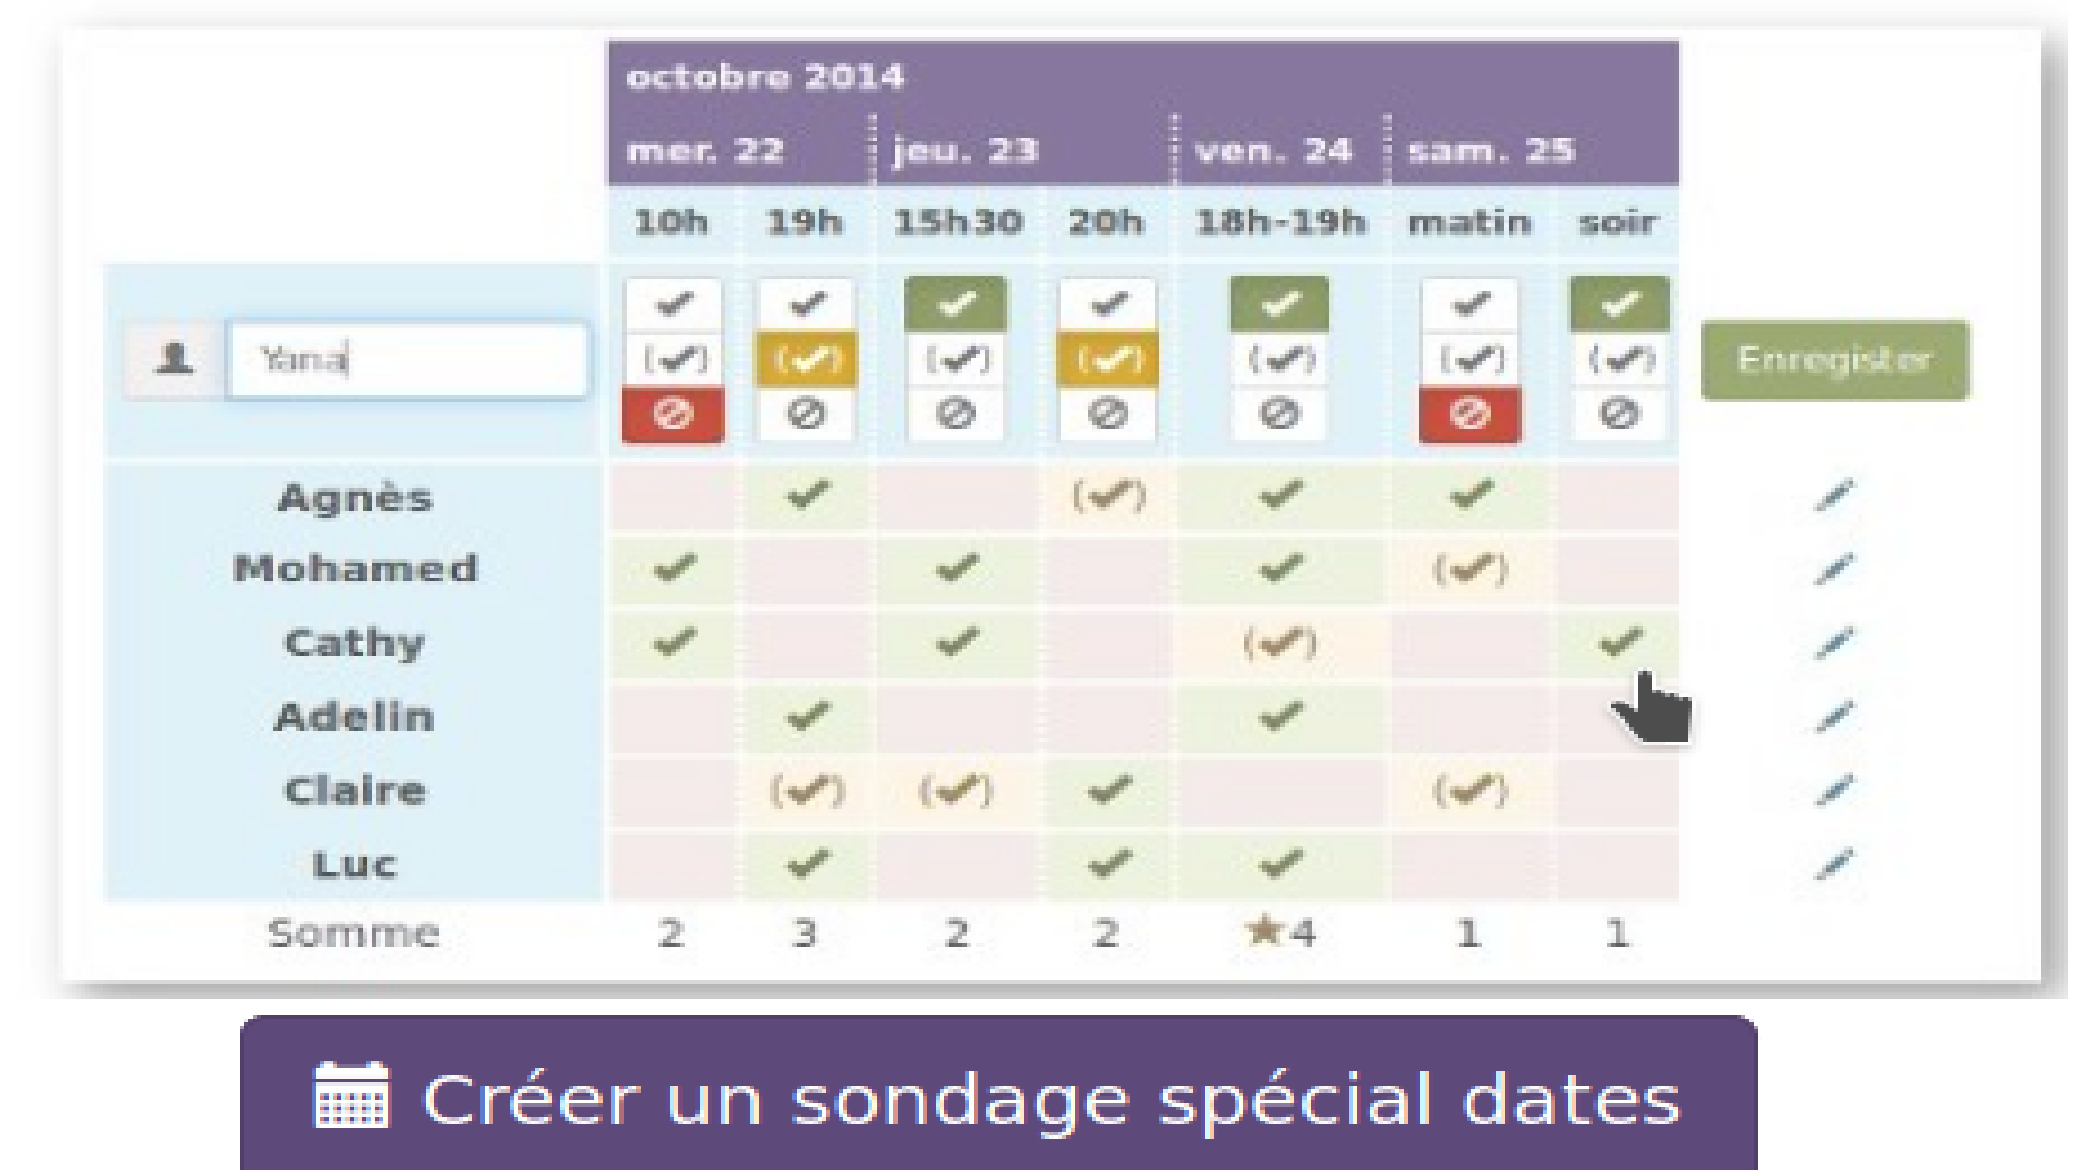 octobre 2014
mer. 22 jeu. 23 ven. 24 sam. 25
10h 19h 15h30 20h 18h-19h matin soir
Yana
Enregister
Agnès
Mohamed
Cathy
Adelin
Claire
Luc
Somme 2 3 2 2 4 1 1
Créer un sondage spécial dates